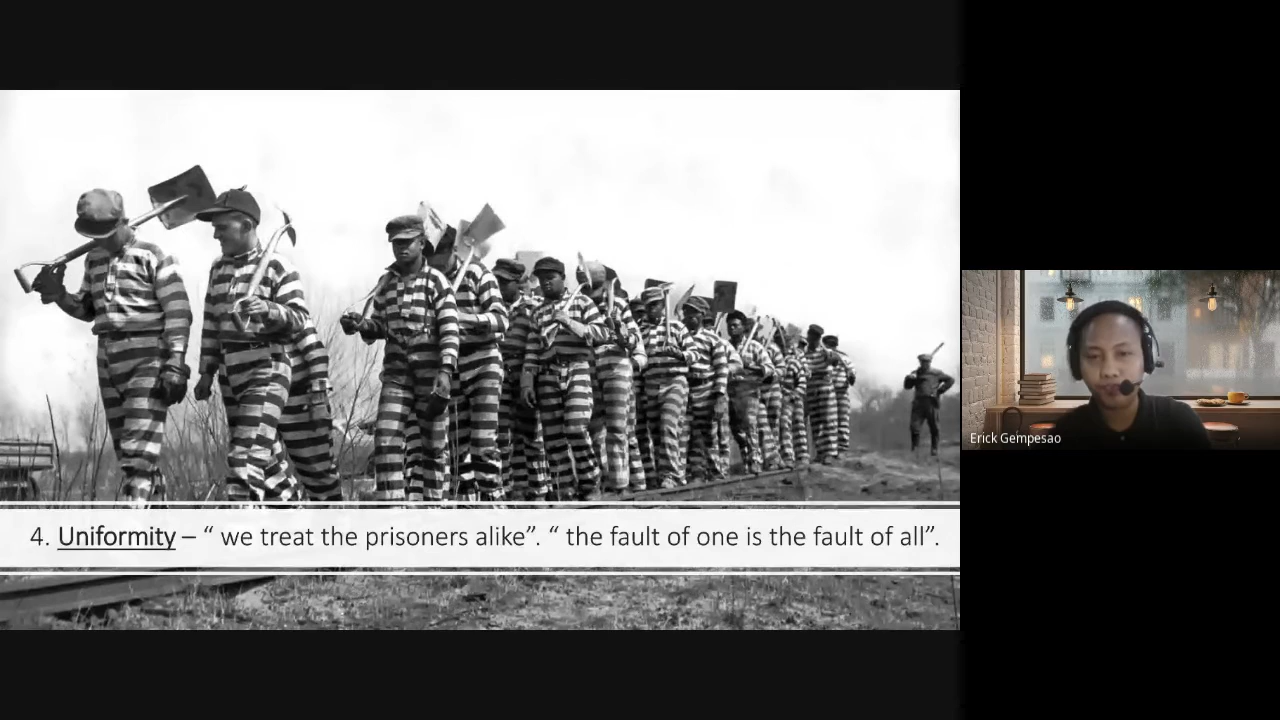 4. Uniformity – “ we treat the prisoners alike”. “ the fault of one is the fault of all”.
Erick Gempesao